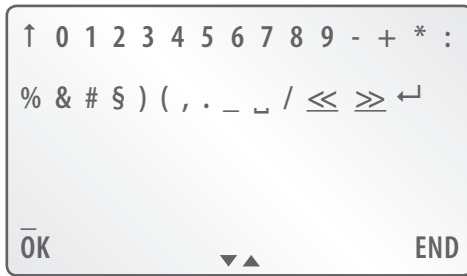 ↑ 0 1 2 3 4 5 6 7 8 9 - + * :
% & # § ) ( , . _ ␣ / ≪ ≫ ↵
OK ▼▲ END